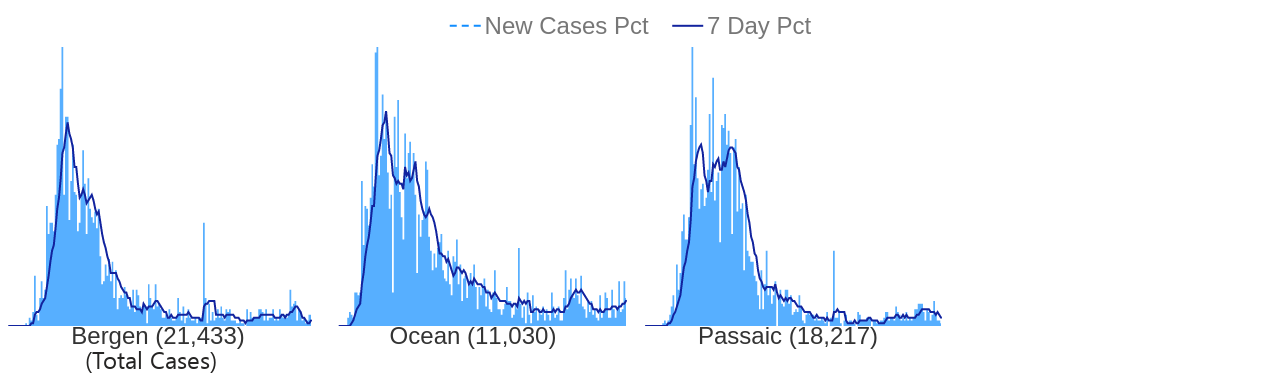 New Cases Pct 7 Day Pct
Bergen (21,433) Ocean (11,030) Passaic (18,217)
(Total Cases)